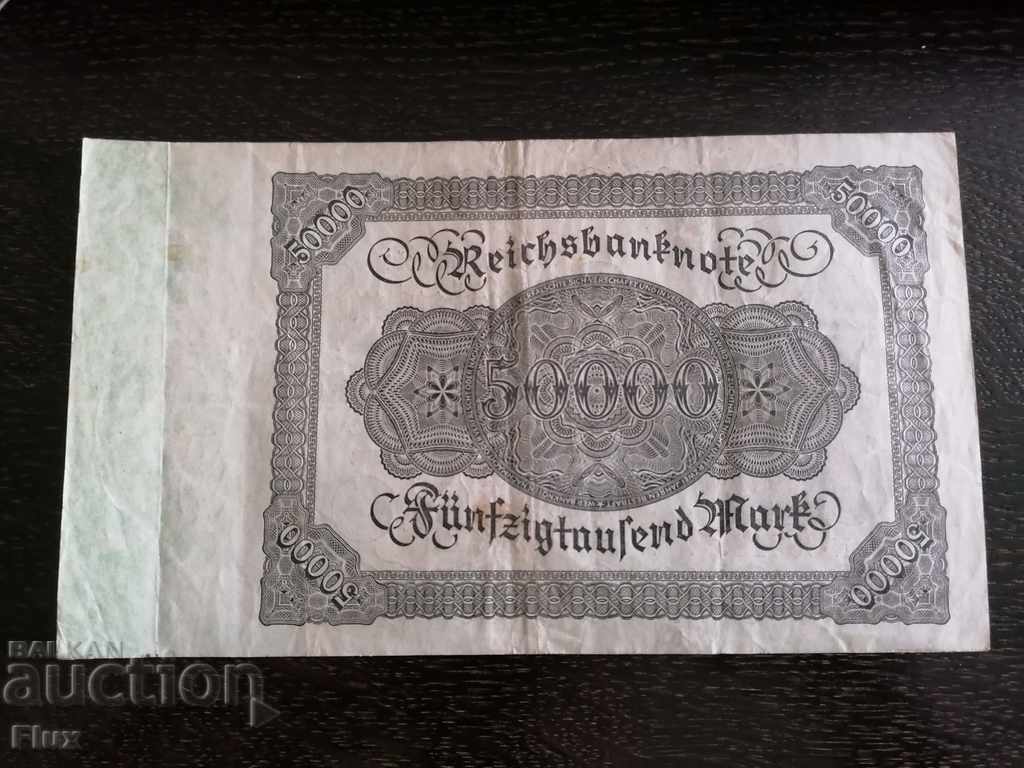 50000
50000
Reichsbanknote
50000
Fünfzigtausend Mark
50000
50000
BALKAN
auction
Flux